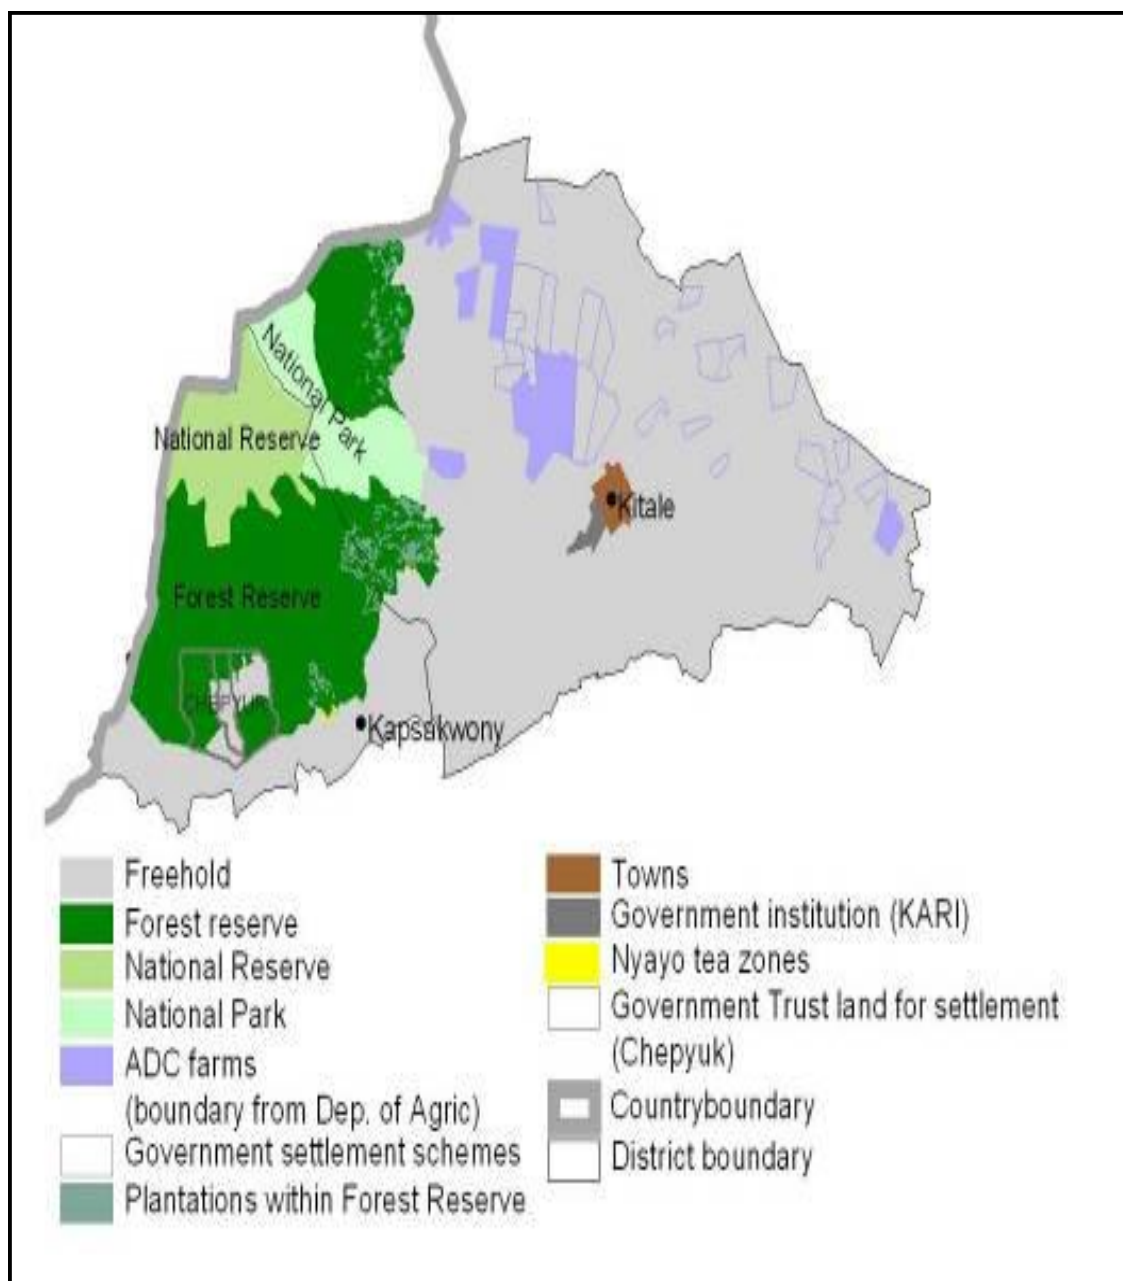 National Park
National Reserve
Kitale
Forest Reserve
CHEPYUK
Kapsakwony
Freehold
Forest reserve
National Reserve
National Park
ADC farms
(boundary from Dep. of Agric)
Government settlement schemes
Plantations within Forest Reserve
Towns
Government institution (KARI)
Nyayo tea zones
Government Trust land for settlement
(Chepyuk)
Countryboundary
District boundary